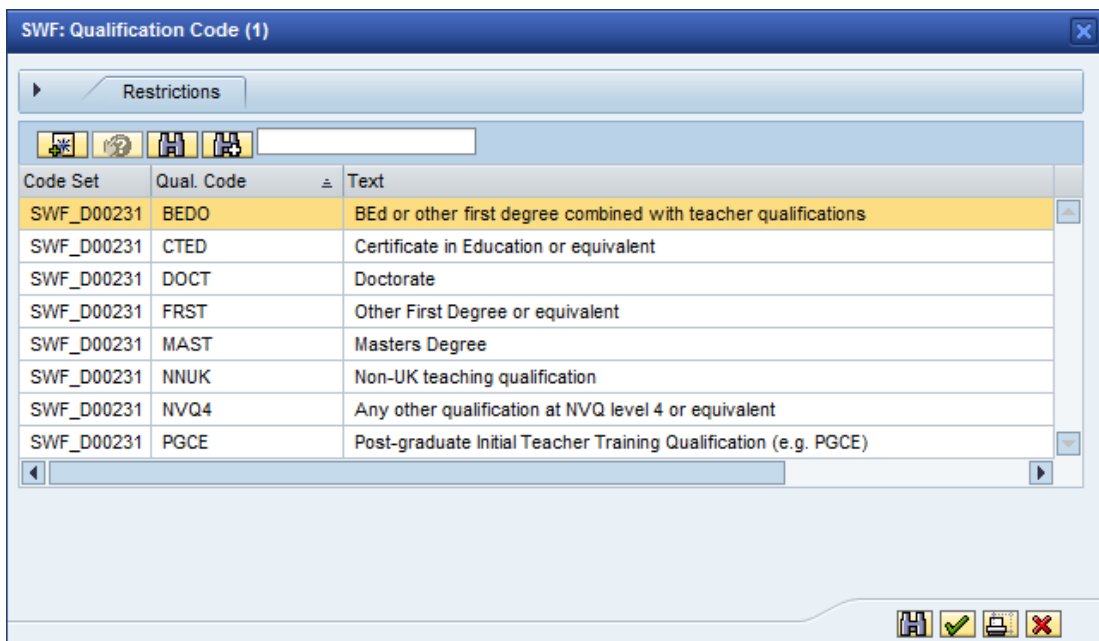 SWF: Qualification Code (1)
Restrictions
Code Set Qual. Code Text
SWF_D00231 BEDO BEd or other first degree combined with teacher qualifications
SWF_D00231 CTED Certificate in Education or equivalent
SWF_D00231 DOCT Doctorate
SWF_D00231 FRST Other First Degree or equivalent
SWF_D00231 MAST Masters Degree
SWF_D00231 NNUK Non-UK teaching qualification
SWF_D00231 NVQ4 Any other qualification at NVQ level 4 or equivalent
SWF_D00231 PGCE Post-graduate Initial Teacher Training Qualification (e.g. PGCE)